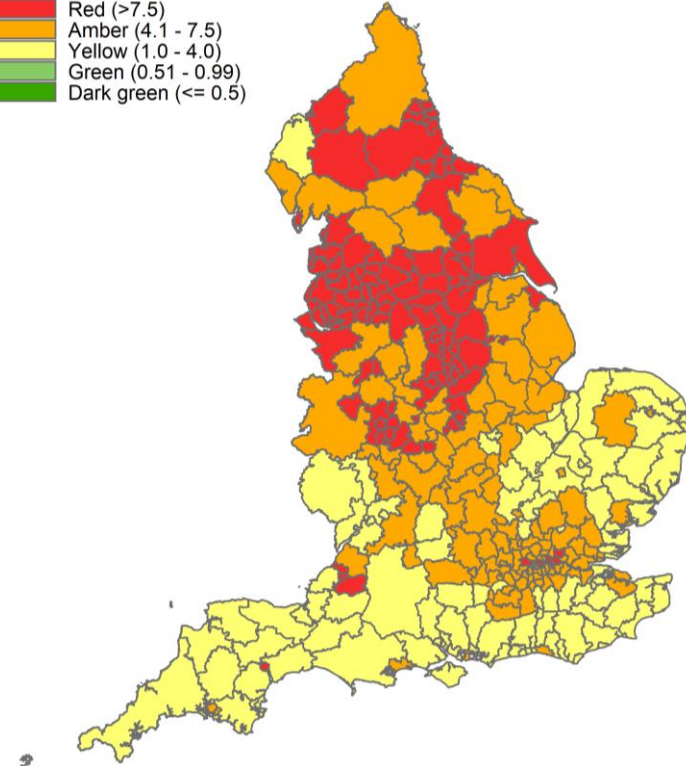 Red (>7.5)
Amber (4.1 - 7.5)
Yellow (1.0 - 4.0)
Green (0.51 - 0.99)
Dark green (<= 0.5)